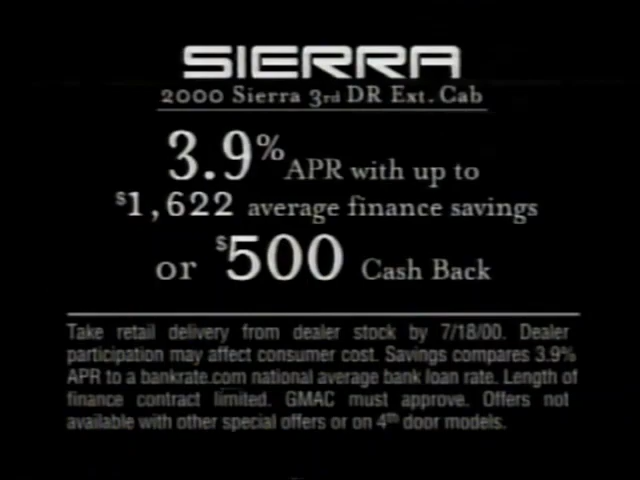 SIERRA
2000 Sierra 3rd DR Ext. Cab
3.9% APR with up to
$1,622 average finance savings
or $500 Cash Back
Take retail delivery from dealer stock by 7/18/00. Dealer
participation may affect consumer cost. Savings compares 3.9%
APR to a bankrate.com national average bank loan rate. Length of
finance contract limited. GMAC must approve. Offers not
available with other special offers or on 4th door models.